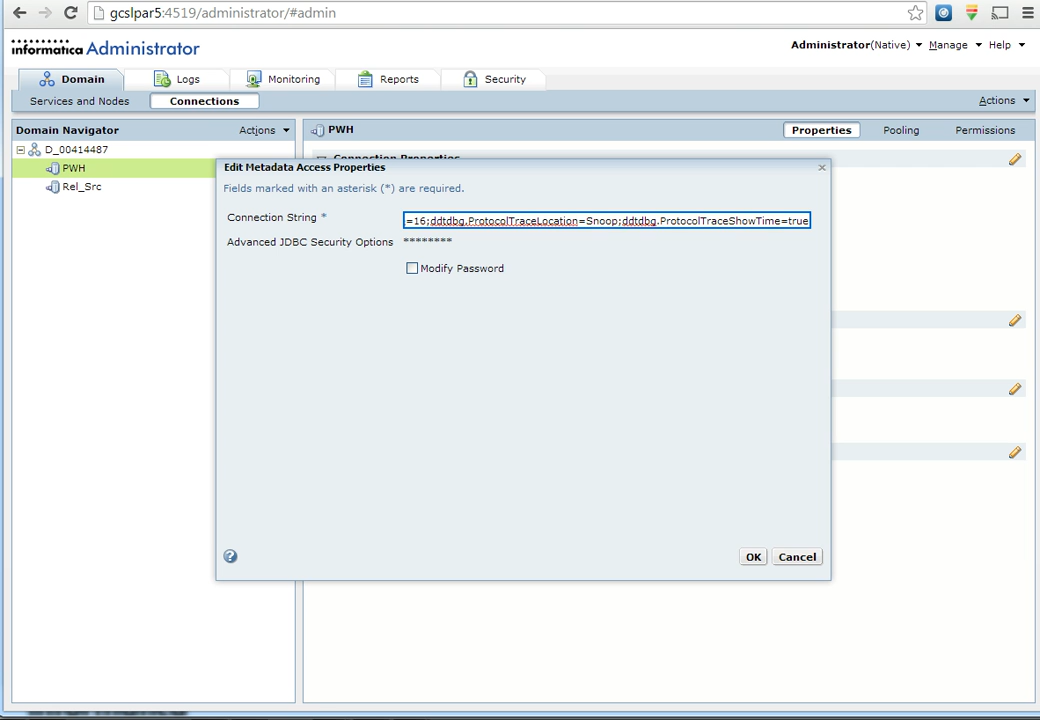 gcslpar5:4519/administrator/#admin
informatica Administrator
Administrator(Native) Manage Help
Domain Logs Monitoring Reports Security
Services and Nodes Connections Actions
Domain Navigator Actions
PWH Properties Pooling Permissions
D_00414487
Connection Properties
PWH
Edit Metadata Access Properties
Rel_Src
Fields marked with an asterisk (*) are required.
Connection String * =16;ddtdbg.ProtocolTraceLocation=Snoop;ddtdbg.ProtocolTraceShowTime=true
Advanced JDBC Security Options ********
Modify Password
? OK Cancel